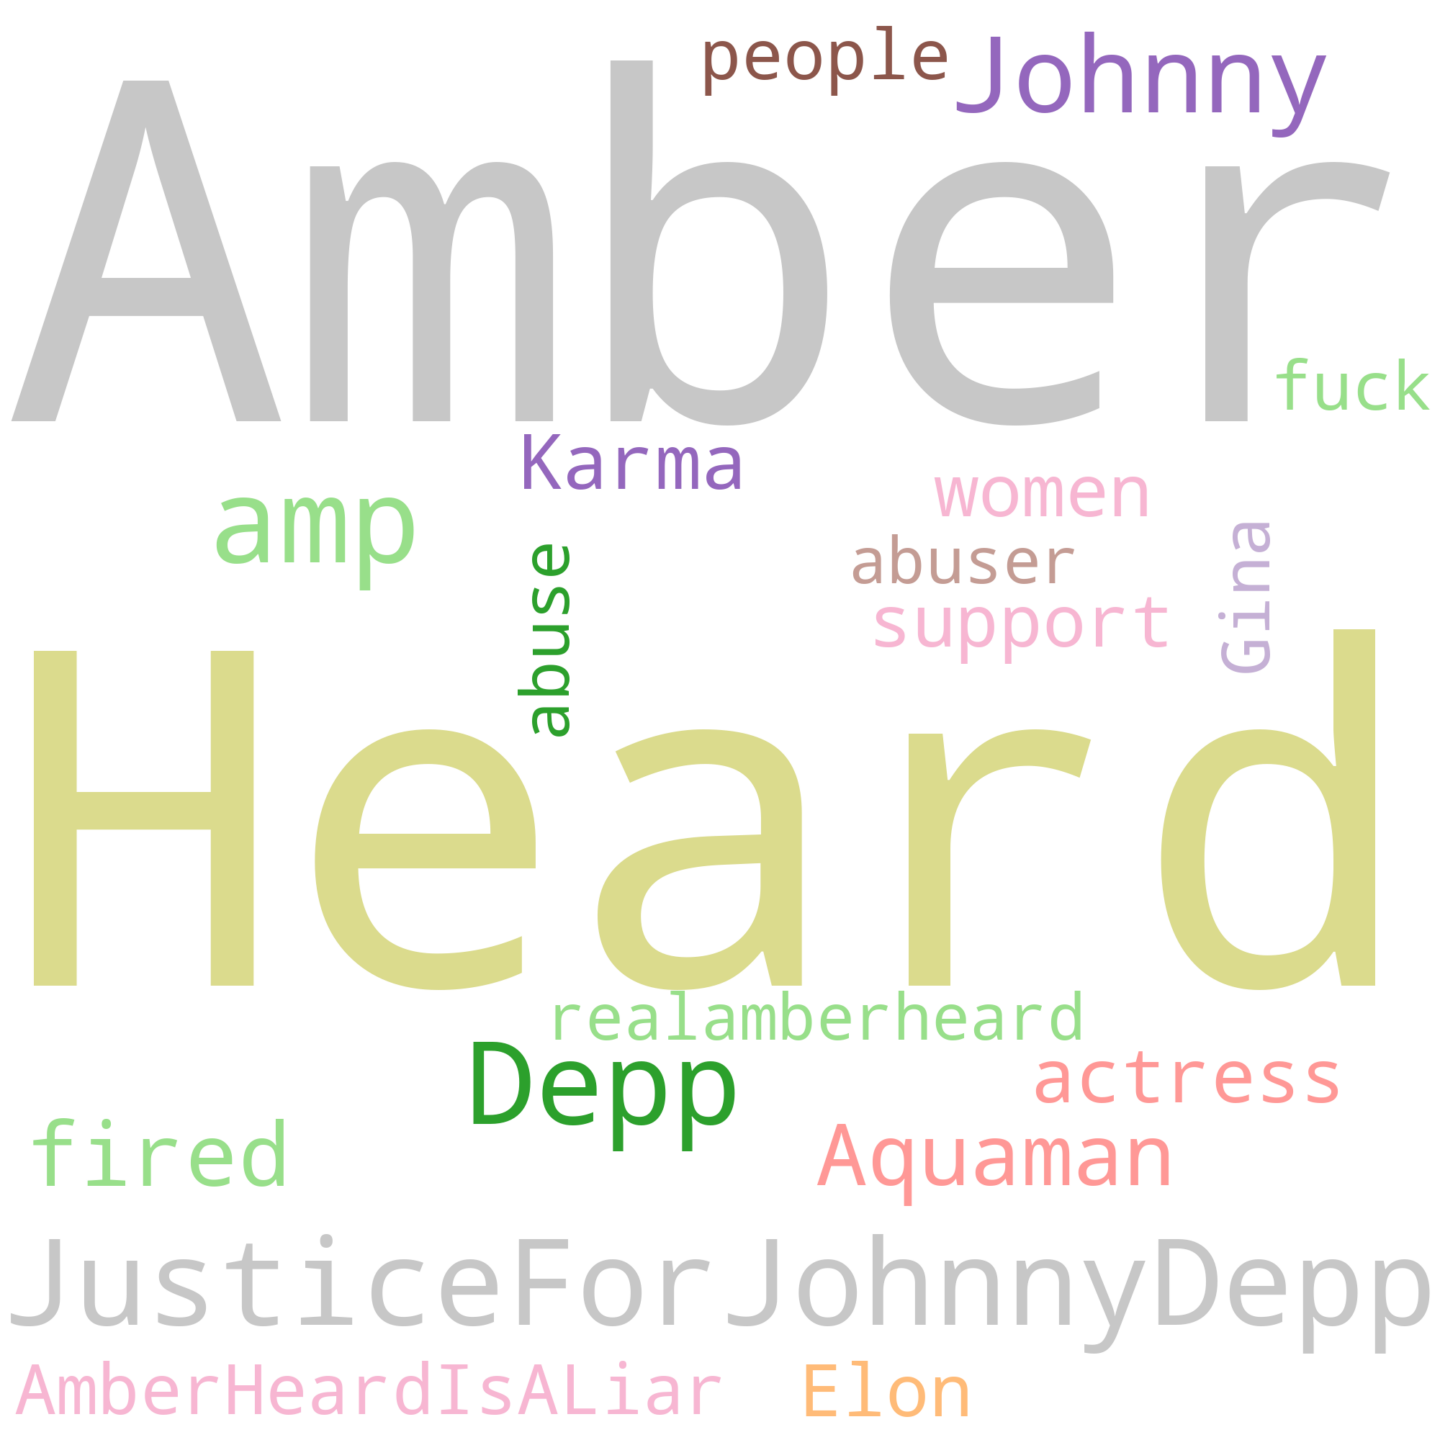 people
Johnny
Amber
fuck
Karma
women
amp
Gina
abuser
abuse
support
Heard
realamberheard
Depp
actress
fired
Aquaman
JusticeForJohnnyDepp
AmberHeardIsALiar
Elon